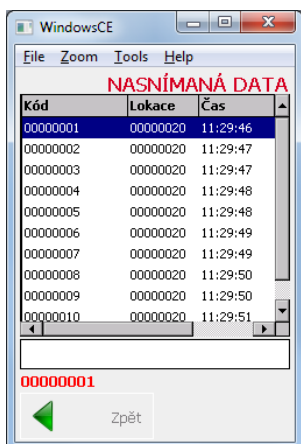 WindowsCE
File Zoom Tools Help
NASNÍMANÁ DATA
Kód Lokace Čas
00000001 00000020 11:29:46
00000002 00000020 11:29:47
00000003 00000020 11:29:47
00000004 00000020 11:29:48
00000005 00000020 11:29:48
00000006 00000020 11:29:49
00000007 00000020 11:29:49
00000008 00000020 11:29:50
00000009 00000020 11:29:50
00000010 00000020 11:29:51
00000001
Zpět